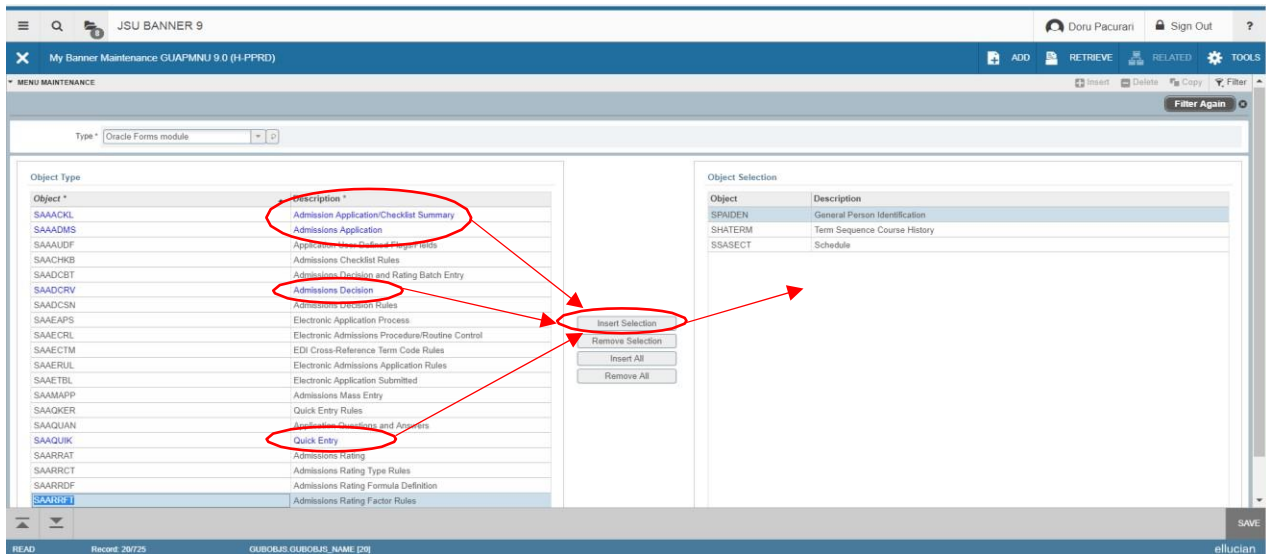 JSU BANNER 9 Doru Pacurari Sign Out ?
My Banner Maintenance GUAPMNU 9.0 (H-PPRD) ADD RETRIEVE RELATED TOOLS
MENU MAINTENANCE Insert Delete Copy Filter
Filter Again
Type * Oracle Forms module
Object Type
Object * Description *
SAAACKL Admission Application/Checklist Summary
SAAADMS Admissions Application
SAAAUDF Application User Defined Flags/Fields
SAACHKB Admissions Checklist Rules
SAADCBT Admissions Decision and Rating Batch Entry
SAADCRV Admissions Decision
SAADCSN Admissions Decision Rules
SAAEAPS Electronic Application Process
SAAECRL Electronic Admissions Procedure/Routine Control
SAAECTM EDI Cross-Reference Term Code Rules
SAAERUL Electronic Admissions Application Rules
SAAETBL Electronic Application Submitted
SAAMAPP Admissions Mass Entry
SAAQKER Quick Entry Rules
SAAQUAN Application Questions and Answers
SAAQUIK Quick Entry
SAARRAT Admissions Rating
SAARRCT Admissions Rating Type Rules
SAARRDF Admissions Rating Formula Definition
SAARRFT Admissions Rating Factor Rules
Insert Selection
Remove Selection
Insert All
Remove All
Object Selection
Object Description
SPAIDEN General Person Identification
SHATERM Term Sequence Course History
SSASECT Schedule
SAVE
READ Record: 20/725 GUBOBJS.GUBOBJS_NAME [20] ellucian